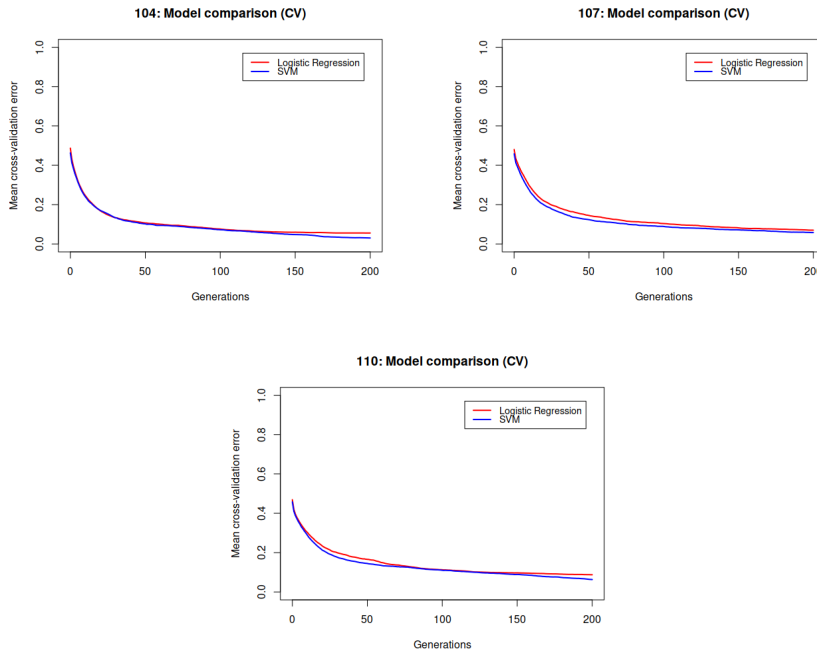 104: Model comparison (CV)
Mean cross-validation error
1.0
0.8
0.6
0.4
0.2
0.0
Logistic Regression
SVM
0 50 100 150 200
Generations
107: Model comparison (CV)
Mean cross-validation error
1.0
0.8
0.6
0.4
0.2
0.0
Logistic Regression
SVM
0 50 100 150 200
Generations
110: Model comparison (CV)
Mean cross-validation error
1.0
0.8
0.6
0.4
0.2
0.0
Logistic Regression
SVM
0 50 100 150 200
Generations